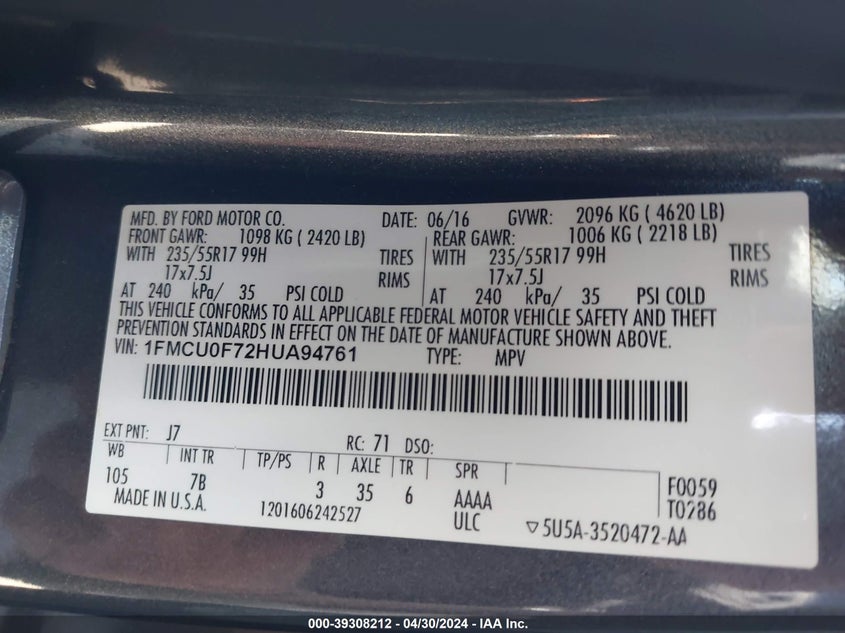 MFD. BY FORD MOTOR CO. DATE: 06/16 GVWR: 2096 KG ( 4620 LB)
FRONT GAWR: 1098 KG ( 2420 LB) REAR GAWR: 1006 KG ( 2218 LB)
WITH 235/55R17 99H TIRES WITH 235/55R17 99H TIRES
17x7.5J RIMS 17x7.5J RIMS
AT 240 kPa/ 35 PSI COLD AT 240 kPa/ 35 PSI COLD
THIS VEHICLE CONFORMS TO ALL APPLICABLE FEDERAL MOTOR VEHICLE SAFETY AND THEFT
PREVENTION STANDARDS IN EFFECT ON THE DATE OF MANUFACTURE SHOWN ABOVE.
VIN: 1FMCU0F72HUA94761 TYPE: MPV
EXT PNT: J7 RC: 71 DSO:
WB INT TR TP/PS R AXLE TR SPR
105 7B 3 35 6 AAAA F0059
MADE IN U.S.A. 1201606242527 ULC ▽5U5A-3520472-AA T0286
000-39308212 - 04/30/2024 - IAA Inc.